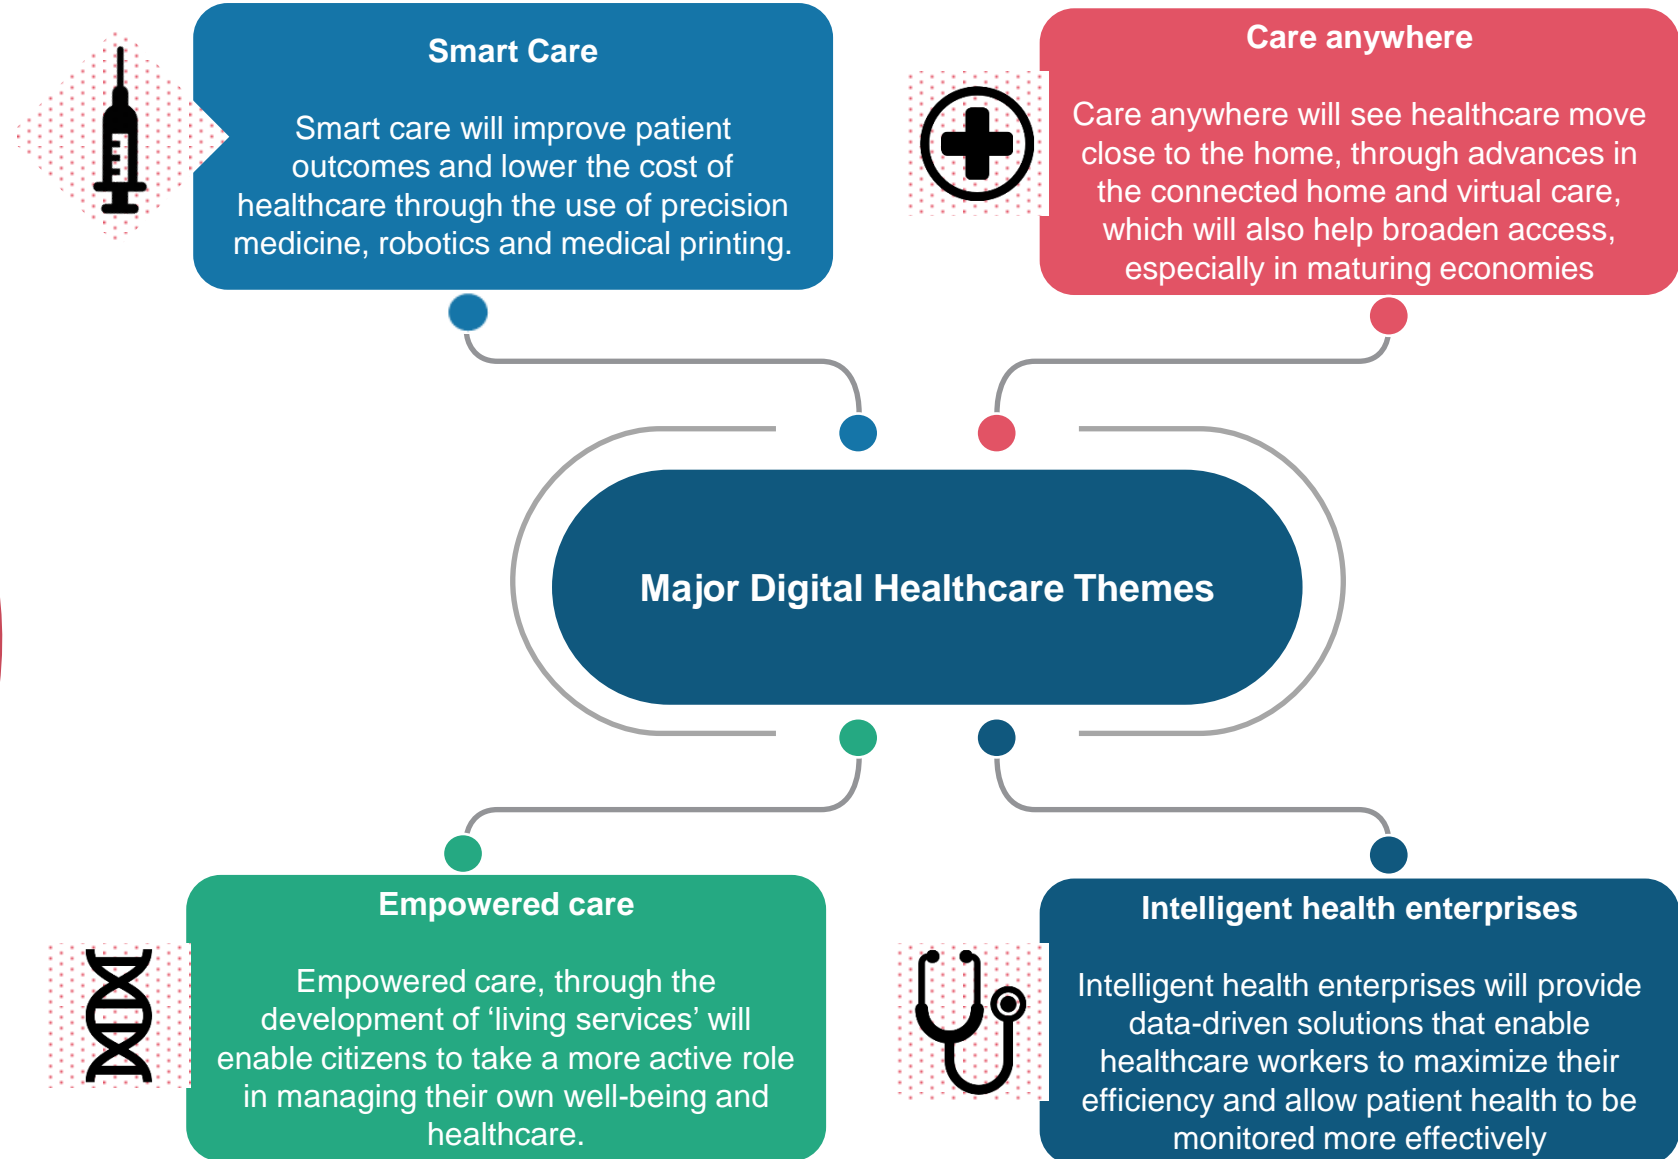 Smart Care
Smart care will improve patient
outcomes and lower the cost of
healthcare through the use of precision
medicine, robotics and medical printing.
Care anywhere
Care anywhere will see healthcare move
close to the home, through advances in
the connected home and virtual care,
which will also help broaden access,
especially in maturing economies
Major Digital Healthcare Themes
Empowered care
Empowered care, through the
development of ‘living services’ will
enable citizens to take a more active role
in managing their own well-being and
healthcare.
Intelligent health enterprises
Intelligent health enterprises will provide
data-driven solutions that enable
healthcare workers to maximize their
efficiency and allow patient health to be
monitored more effectively